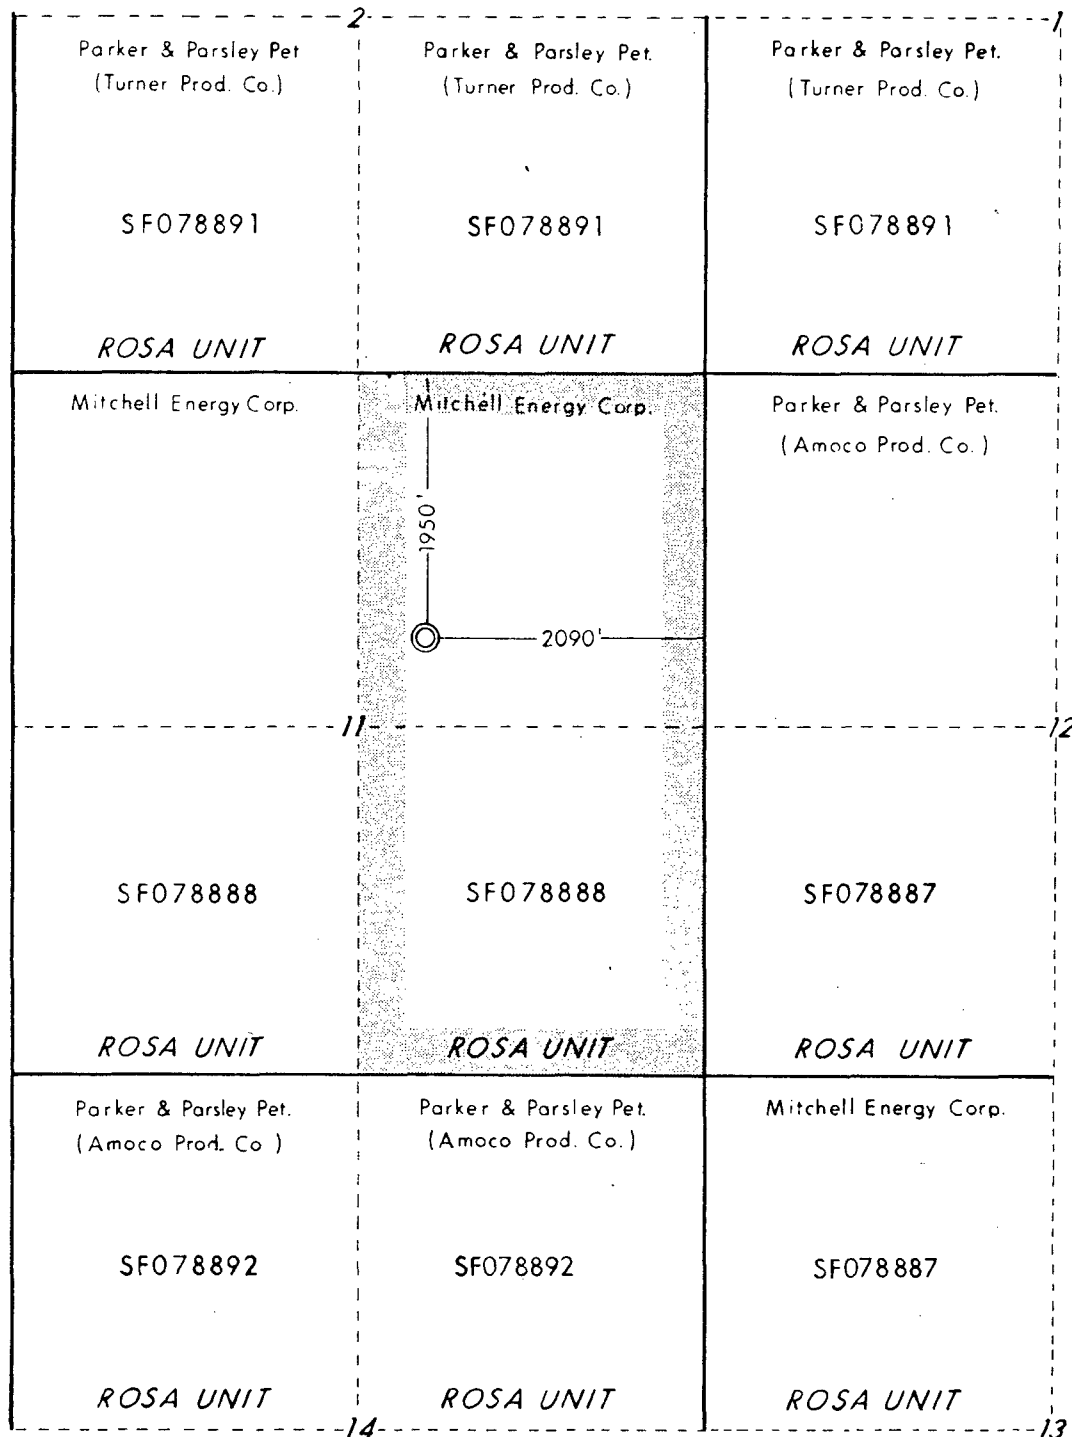 2
1
Parker & Parsley Pet
(Turner Prod. Co.)
SF078891
ROSA UNIT
Parker & Parsley Pet.
(Turner Prod. Co.)
SF078891
ROSA UNIT
Parker & Parsley Pet.
(Turner Prod. Co.)
SF078891
ROSA UNIT
Mitchell Energy Corp.
11
SF078888
ROSA UNIT
Mitchell Energy Corp.
1950'
2090'
SF078888
ROSA UNIT
Parker & Parsley Pet.
(Amoco Prod. Co.)
12
SF078887
ROSA UNIT
Parker & Parsley Pet.
(Amoco Prod. Co )
SF078892
ROSA UNIT
Parker & Parsley Pet.
(Amoco Prod. Co.)
SF078892
ROSA UNIT
Mitchell Energy Corp.
SF078887
ROSA UNIT
14
13